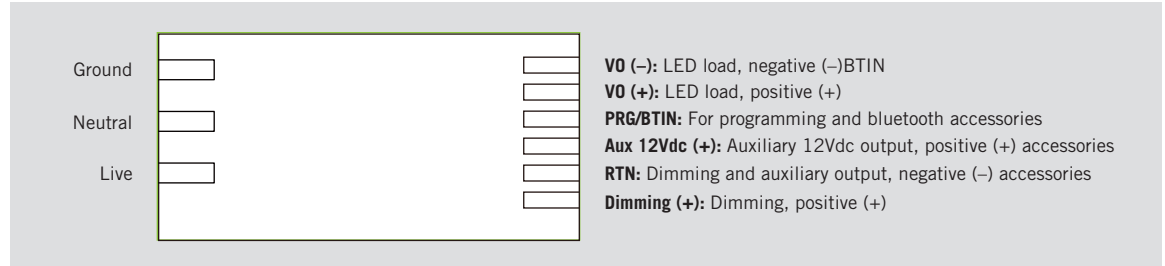 Ground
Neutral
Live
VO (–): LED load, negative (–)BTIN
VO (+): LED load, positive (+)
PRG/BTIN: For programming and bluetooth accessories
Aux 12Vdc (+): Auxiliary 12Vdc output, positive (+) accessories
RTN: Dimming and auxiliary output, negative (–) accessories
Dimming (+): Dimming, positive (+)